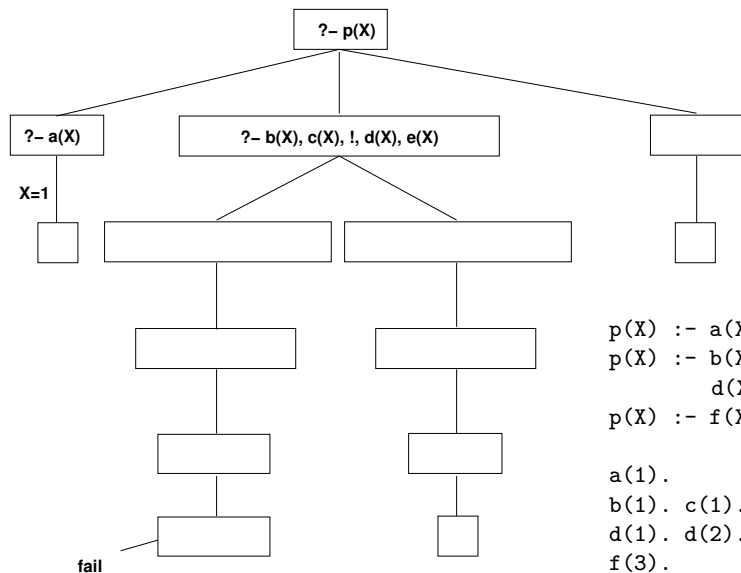 ?– p(X)
?– a(X)
?– b(X), c(X), !, d(X), e(X)
X=1
fail
p(X) :- a(X
p(X) :- b(X
d(X
p(X) :- f(X
a(1).
b(1). c(1).
d(1). d(2).
f(3).